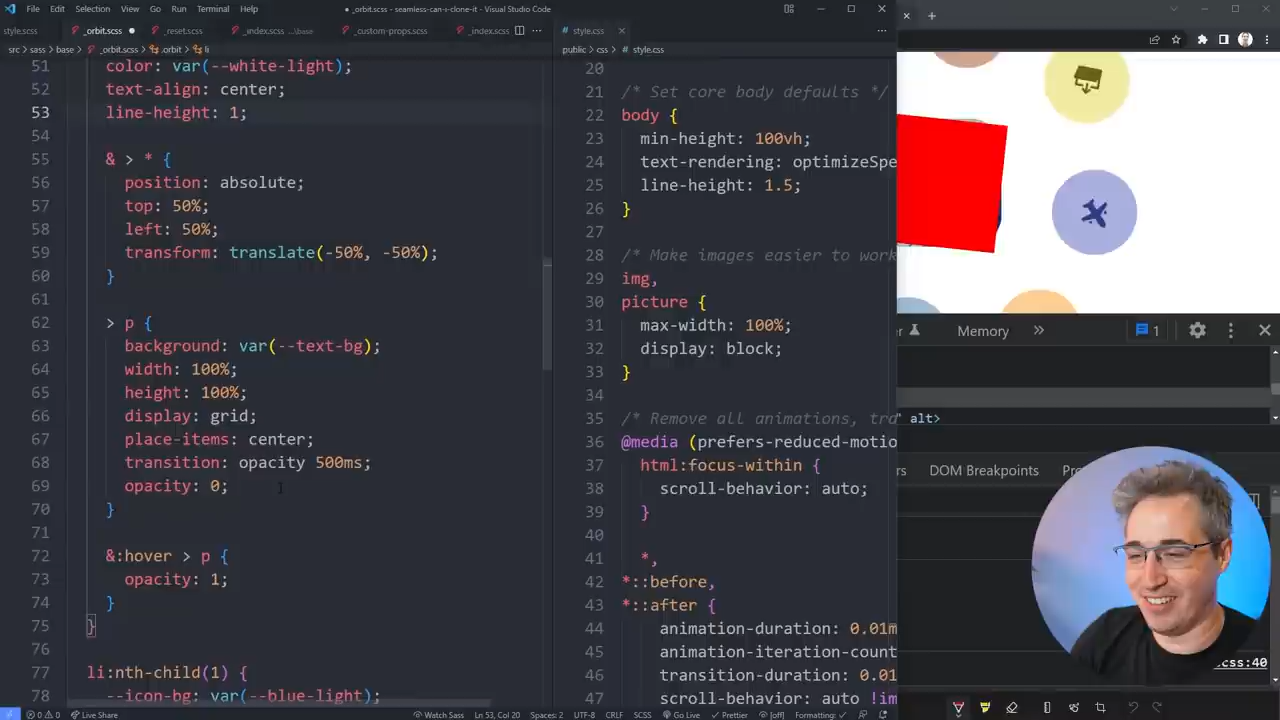 File Edit Selection View Go Run Terminal Help
● _orbit.scss - seamless-can-i-clone-it - Visual Studio Code
style.scss
_orbit.scss ●
_reset.scss
_index.scss ...\base
_custom-props.scss
_index.scss
style.css
src > sass > base > _orbit.scss > .orbit > li
public > css > style.css
51 color: var(--white-light);
52 text-align: center;
53 line-height: 1;
54
55 & > * {
56 position: absolute;
57 top: 50%;
58 left: 50%;
59 transform: translate(-50%, -50%);
60 }
61
62 > p {
63 background: var(--text-bg);
64 width: 100%;
65 height: 100%;
66 display: grid;
67 place-items: center;
68 transition: opacity 500ms;
69 opacity: 0;
70 }
71
72 &:hover > p {
73 opacity: 1;
74 }
75 }
76
77 li:nth-child(1) {
78 --icon-bg: var(--blue-light);
20
21 /* Set core body defaults */
22 body {
23 min-height: 100vh;
24 text-rendering: optimizeSpe
25 line-height: 1.5;
26 }
27
28 /* Make images easier to work
29 img,
30 picture {
31 max-width: 100%;
32 display: block;
33 }
34
35 /* Remove all animations, tra
36 @media (prefers-reduced-motio
37 html:focus-within {
38 scroll-behavior: auto;
39 }
40
41 *,
42 *::before,
43 *::after {
44 animation-duration: 0.01m
45 animation-iteration-count
46 transition-duration: 0.01
47 scroll-behavior: auto !im
er Memory » 1
" alt>
rs DOM Breakpoints »
scss:40
0 0 Live Share
Watch Sass Ln 53, Col 20 Spaces: 2 UTF-8 CRLF SCSS Go Live Prettier [off] Formatting: ✓